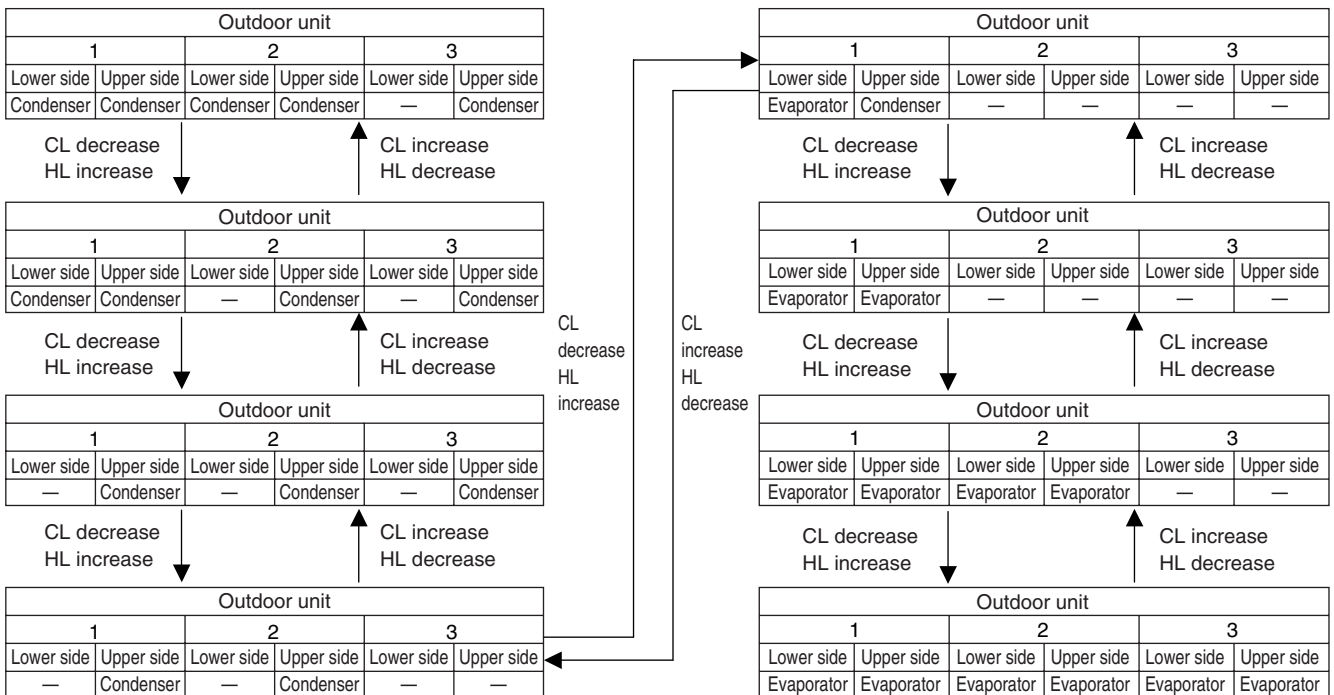 Outdoor unit
1 2 3
Lower side Upper side Lower side Upper side Lower side Upper side
Condenser Condenser Condenser Condenser — Condenser
CL decrease CL increase
HL increase HL decrease
Outdoor unit
1 2 3
Lower side Upper side Lower side Upper side Lower side Upper side
Condenser Condenser — Condenser — Condenser
CL decrease CL increase
HL increase HL decrease
Outdoor unit
1 2 3
Lower side Upper side Lower side Upper side Lower side Upper side
— Condenser — Condenser — Condenser
CL decrease CL increase
HL increase HL decrease
Outdoor unit
1 2 3
Lower side Upper side Lower side Upper side Lower side Upper side
— Condenser — Condenser — —
CL
decrease
HL
increase
CL
increase
HL
decrease
Outdoor unit
1 2 3
Lower side Upper side Lower side Upper side Lower side Upper side
Evaporator Condenser — — — —
CL decrease CL increase
HL increase HL decrease
Outdoor unit
1 2 3
Lower side Upper side Lower side Upper side Lower side Upper side
Evaporator Evaporator — — — —
CL decrease CL increase
HL increase HL decrease
Outdoor unit
1 2 3
Lower side Upper side Lower side Upper side Lower side Upper side
Evaporator Evaporator Evaporator Evaporator — —
CL decrease CL increase
HL increase HL decrease
Outdoor unit
1 2 3
Lower side Upper side Lower side Upper side Lower side Upper side
Evaporator Evaporator Evaporator Evaporator Evaporator Evaporator